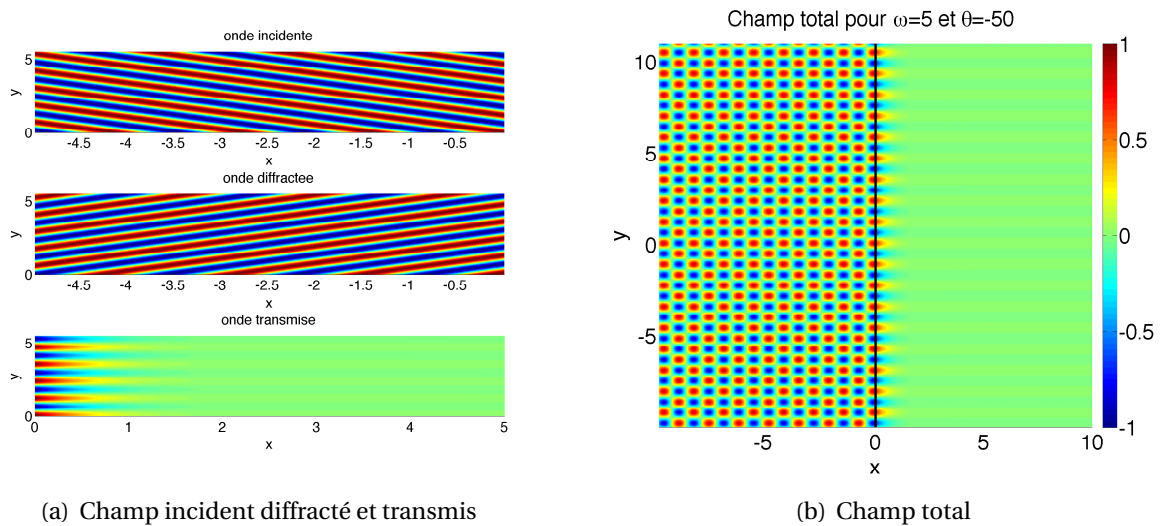 onde incidente
5
y
0
-4.5 -4 -3.5 -3 -2.5 -2 -1.5 -1 -0.5
x
onde diffractee
5
y
0
-4.5 -4 -3.5 -3 -2.5 -2 -1.5 -1 -0.5
x
onde transmise
5
y
0
0 1 2 3 4 5
x
(a) Champ incident diffracté et transmis
Champ total pour ω=5 et θ=-50
10
5
y
0
-5
-5 0 5 10
x
1
0.5
0
-0.5
-1
(b) Champ total